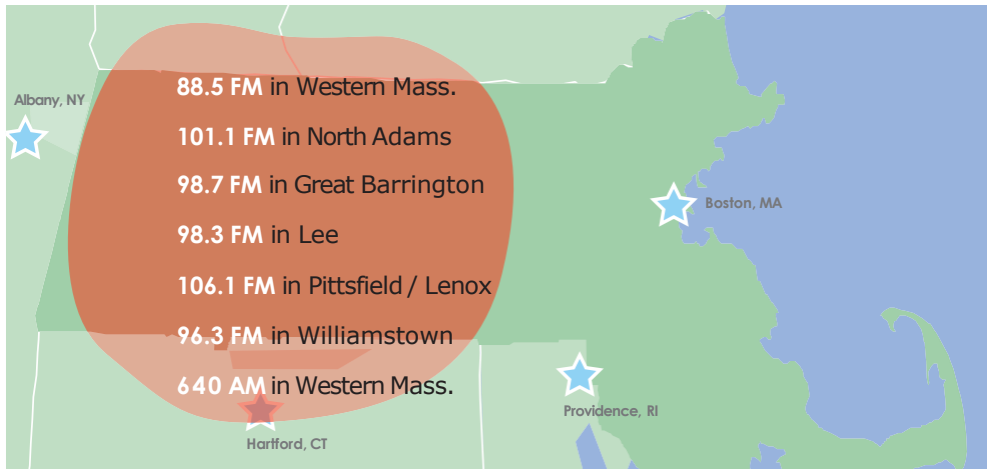 88.5 FM in Western Mass.
Albany, NY
101.1 FM in North Adams
98.7 FM in Great Barrington
Boston, MA
98.3 FM in Lee
106.1 FM in Pittsfield / Lenox
96.3 FM in Williamstown
640 AM in Western Mass.
Providence, RI
Hartford, CT